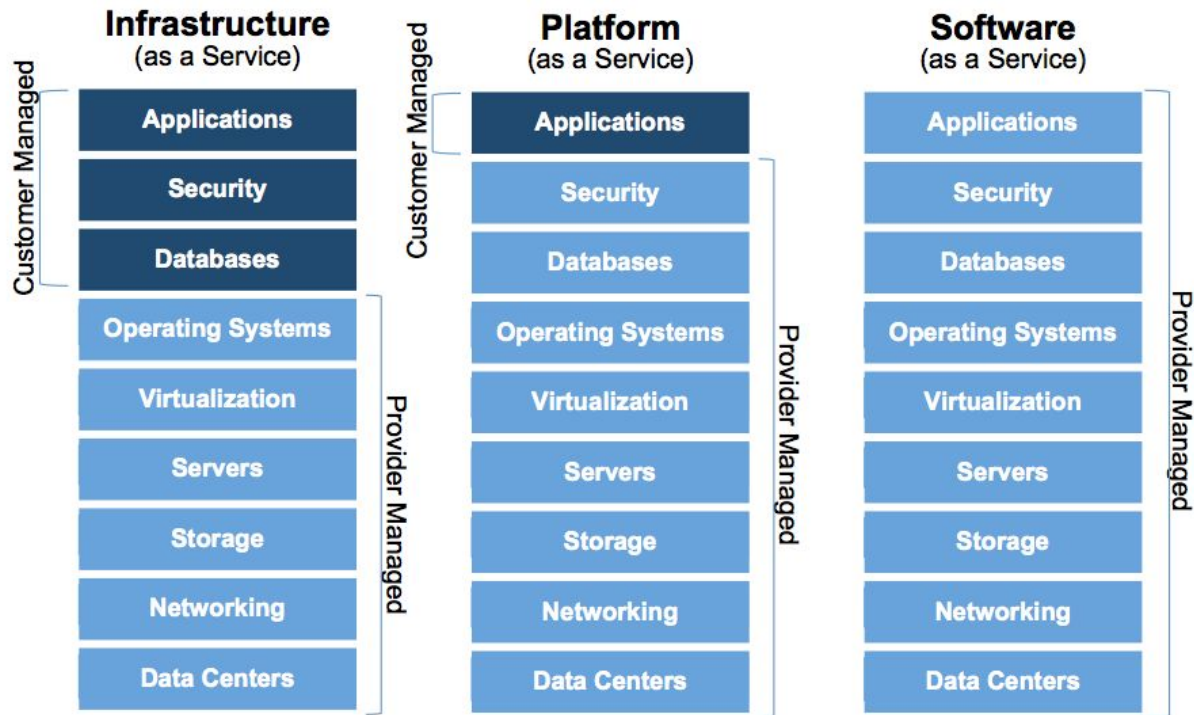 Infrastructure
(as a Service)
Customer Managed
Applications
Security
Databases
Operating Systems
Virtualization
Servers
Storage
Networking
Data Centers
Provider Managed
Platform
(as a Service)
Customer Managed
Applications
Security
Databases
Operating Systems
Virtualization
Servers
Storage
Networking
Data Centers
Provider Managed
Software
(as a Service)
Applications
Security
Databases
Operating Systems
Virtualization
Servers
Storage
Networking
Data Centers
Provider Managed